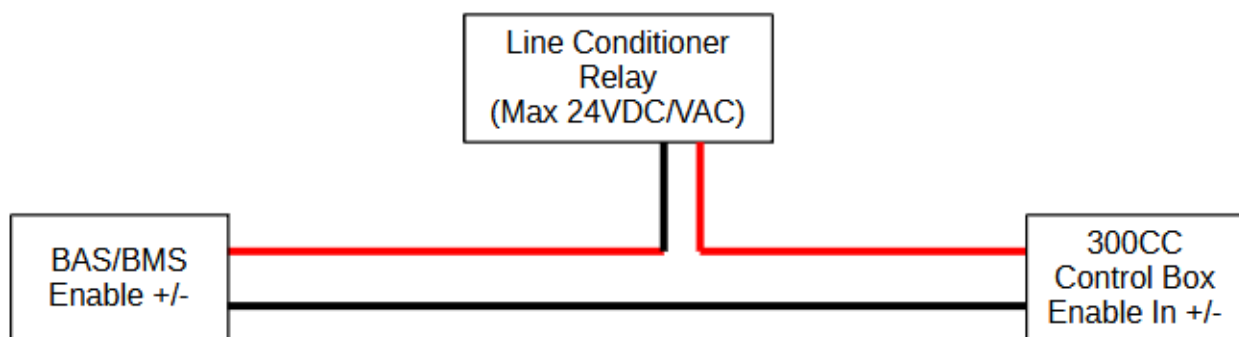 Line Conditioner
Relay
(Max 24VDC/VAC)
BAS/BMS
Enable +/-
300CC
Control Box
Enable In +/-